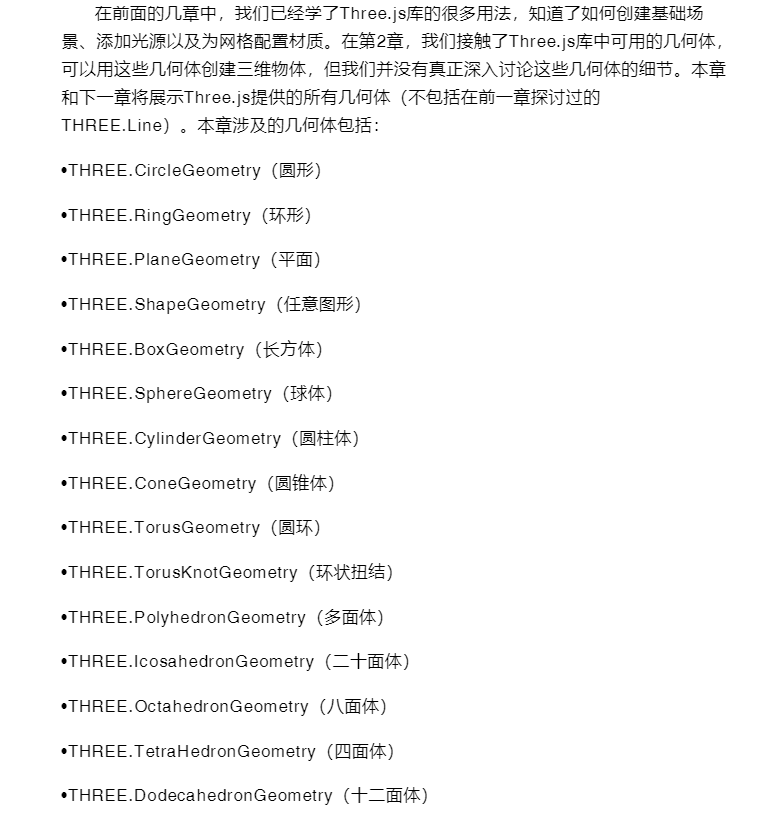 在前面的几章中，我们已经学了Three.js库的很多用法，知道了如何创建基础场
景、添加光源以及为网格配置材质。在第2章，我们接触了Three.js库中可用的几何体，
可以用这些几何体创建三维物体，但我们并没有真正深入讨论这些几何体的细节。本章
和下一章将展示Three.js提供的所有几何体（不包括在前一章探讨过的
THREE.Line）。本章涉及的几何体包括：
•THREE.CircleGeometry（圆形）
•THREE.RingGeometry（环形）
•THREE.PlaneGeometry（平面）
•THREE.ShapeGeometry（任意图形）
•THREE.BoxGeometry（长方体）
•THREE.SphereGeometry（球体）
•THREE.CylinderGeometry（圆柱体）
•THREE.ConeGeometry（圆锥体）
•THREE.TorusGeometry（圆环）
•THREE.TorusKnotGeometry（环状扭结）
•THREE.PolyhedronGeometry（多面体）
•THREE.IcosahedronGeometry（二十面体）
•THREE.OctahedronGeometry（八面体）
•THREE.TetraHedronGeometry（四面体）
•THREE.DodecahedronGeometry（十二面体）